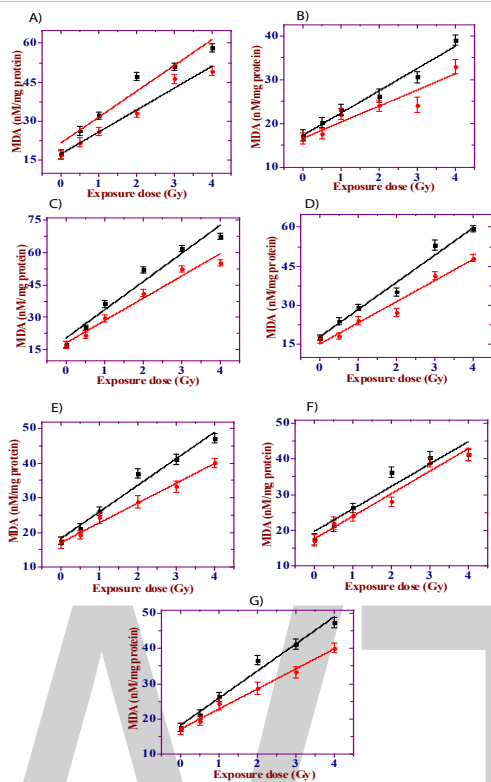 A)
MDA (nM/mg protein)
60
45
30
15
0 1 2 3 4
Exposure dose (Gy)
B)
MDA (nM/mg protein)
40
30
20
10
0 1 2 3 4
Exposure dose (Gy)
C)
MDA (nM/mg protein)
75
60
45
30
15
0 1 2 3 4
Exposure dose (Gy)
D)
MDA (nM/mg protein)
60
45
30
15
0 1 2 3 4
Exposure dose (Gy)
E)
MDA (nM/mg protein)
50
40
30
20
10
0 1 2 3 4
Exposure dose (Gy)
F)
MDA (nM/mg protein)
50
40
30
20
10
0 1 2 3 4
Exposure dose (Gy)
G)
MDA (nM/mg protein)
50
40
30
20
10
0 1 2 3 4
Exposure dose (Gy)